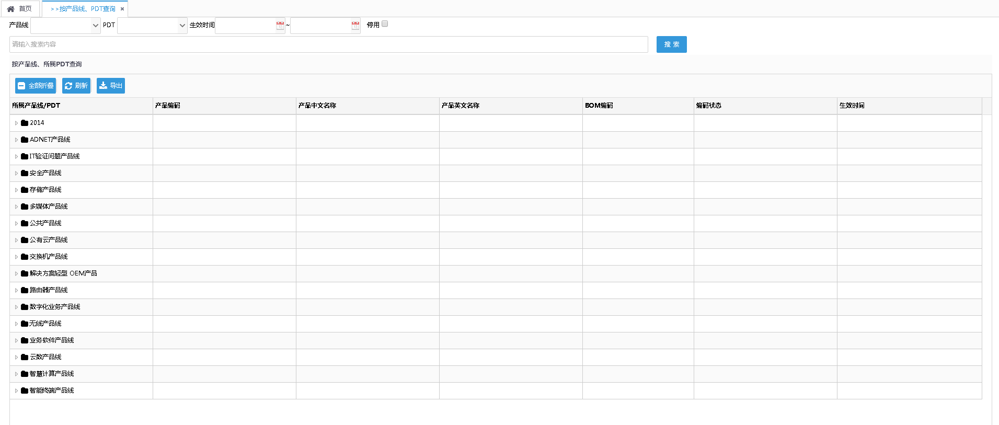 首页 >>按产品线、PDT查询
产品线 PDT 生效时间 ~ 停用
请输入搜索内容 搜 索
按产品线、所属PDT查询
全部折叠 刷新 导出
所属产品线/PDT 产品编码 产品中文名称 产品英文名称 BOM编码 编码状态 生效时间
2014
ADNET产品线
IT验证问题产品线
安全产品线
存储产品线
多媒体产品线
公共产品线
公有云产品线
交换机产品线
解决方案轻型 OEM产品
路由器产品线
数字化业务产品线
无线产品线
业务软件产品线
云数产品线
智慧计算产品线
智能终端产品线